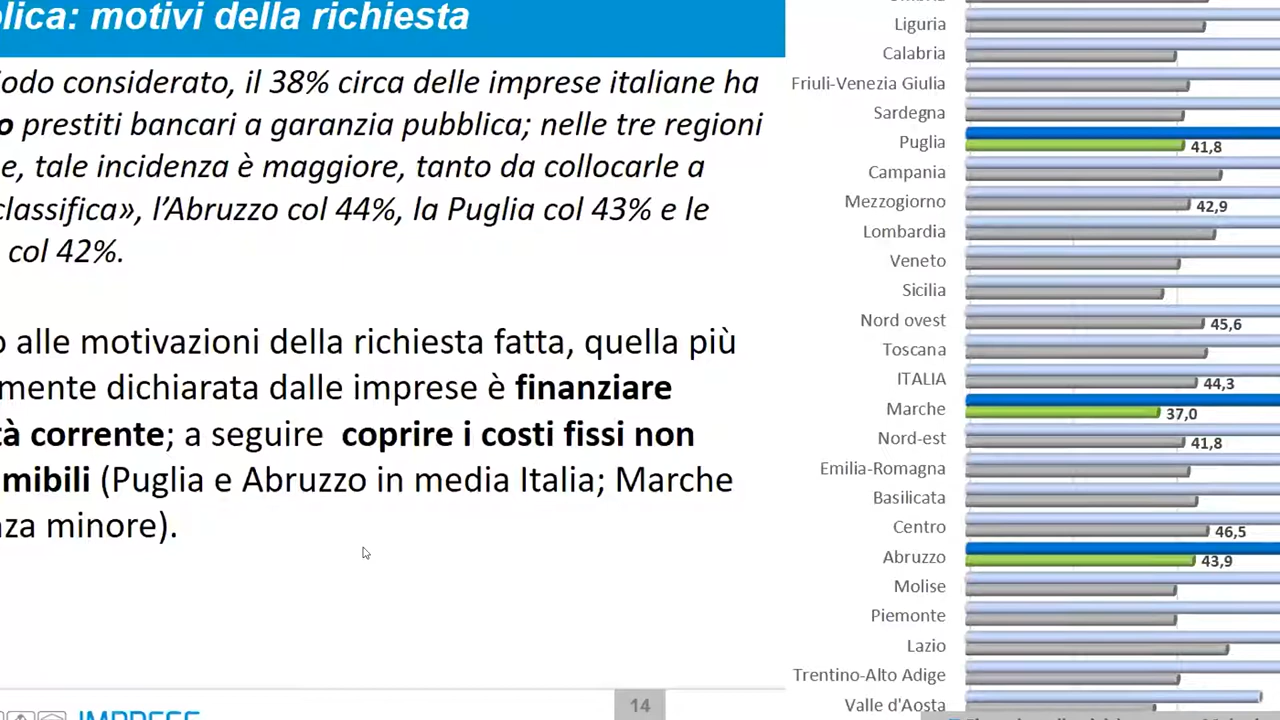 blica: motivi della richiesta
iodo considerato, il 38% circa delle imprese italiane ha
o prestiti bancari a garanzia pubblica; nelle tre regioni
e, tale incidenza è maggiore, tanto da collocarle a
classifica», l’Abruzzo col 44%, la Puglia col 43% e le
col 42%.
o alle motivazioni della richiesta fatta, quella più
mente dichiarata dalle imprese è finanziare
tà corrente; a seguire coprire i costi fissi non
mibili (Puglia e Abruzzo in media Italia; Marche
nza minore).
14
IMPRESE
Liguria
Calabria
Friuli-Venezia Giulia
Sardegna
Puglia 41,8
Campania
Mezzogiorno 42,9
Lombardia
Veneto
Sicilia
Nord ovest 45,6
Toscana
ITALIA 44,3
Marche 37,0
Nord-est 41,8
Emilia-Romagna
Basilicata
Centro 46,5
Abruzzo 43,9
Molise
Piemonte
Lazio
Trentino-Alto Adige
Valle d'Aosta